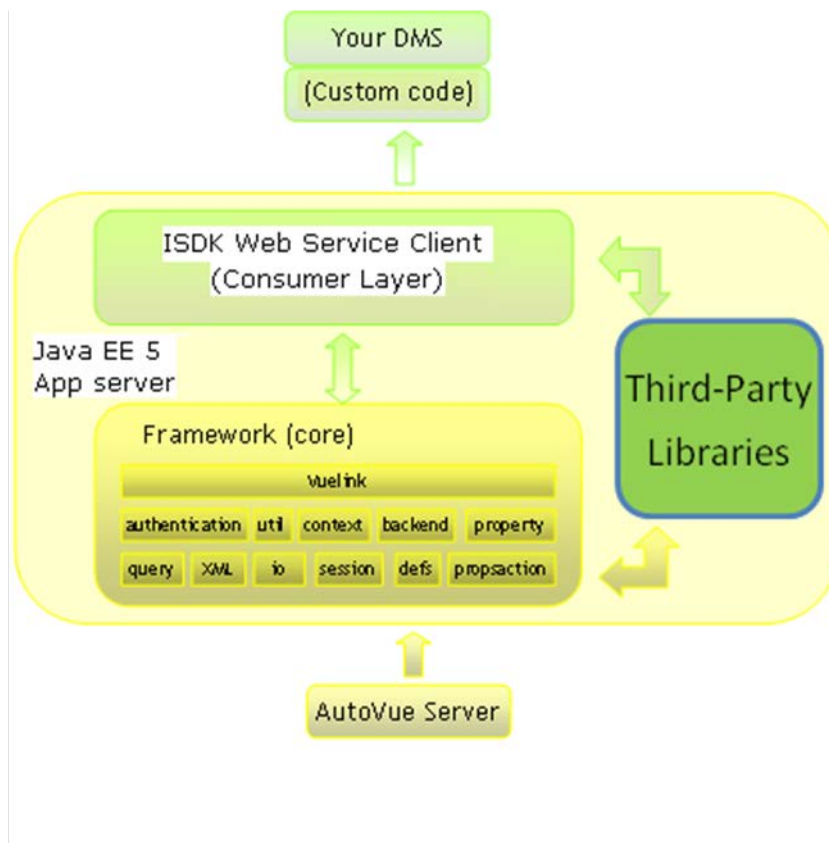 Your DMS
(Custom code)
ISDK Web Service Client
(Consumer Layer)
Java EE 5
App server
Third-Party
Libraries
Framework (core)
Vuelink
authentication util context backend property
query XML io session defs propsaction
AutoVue Server